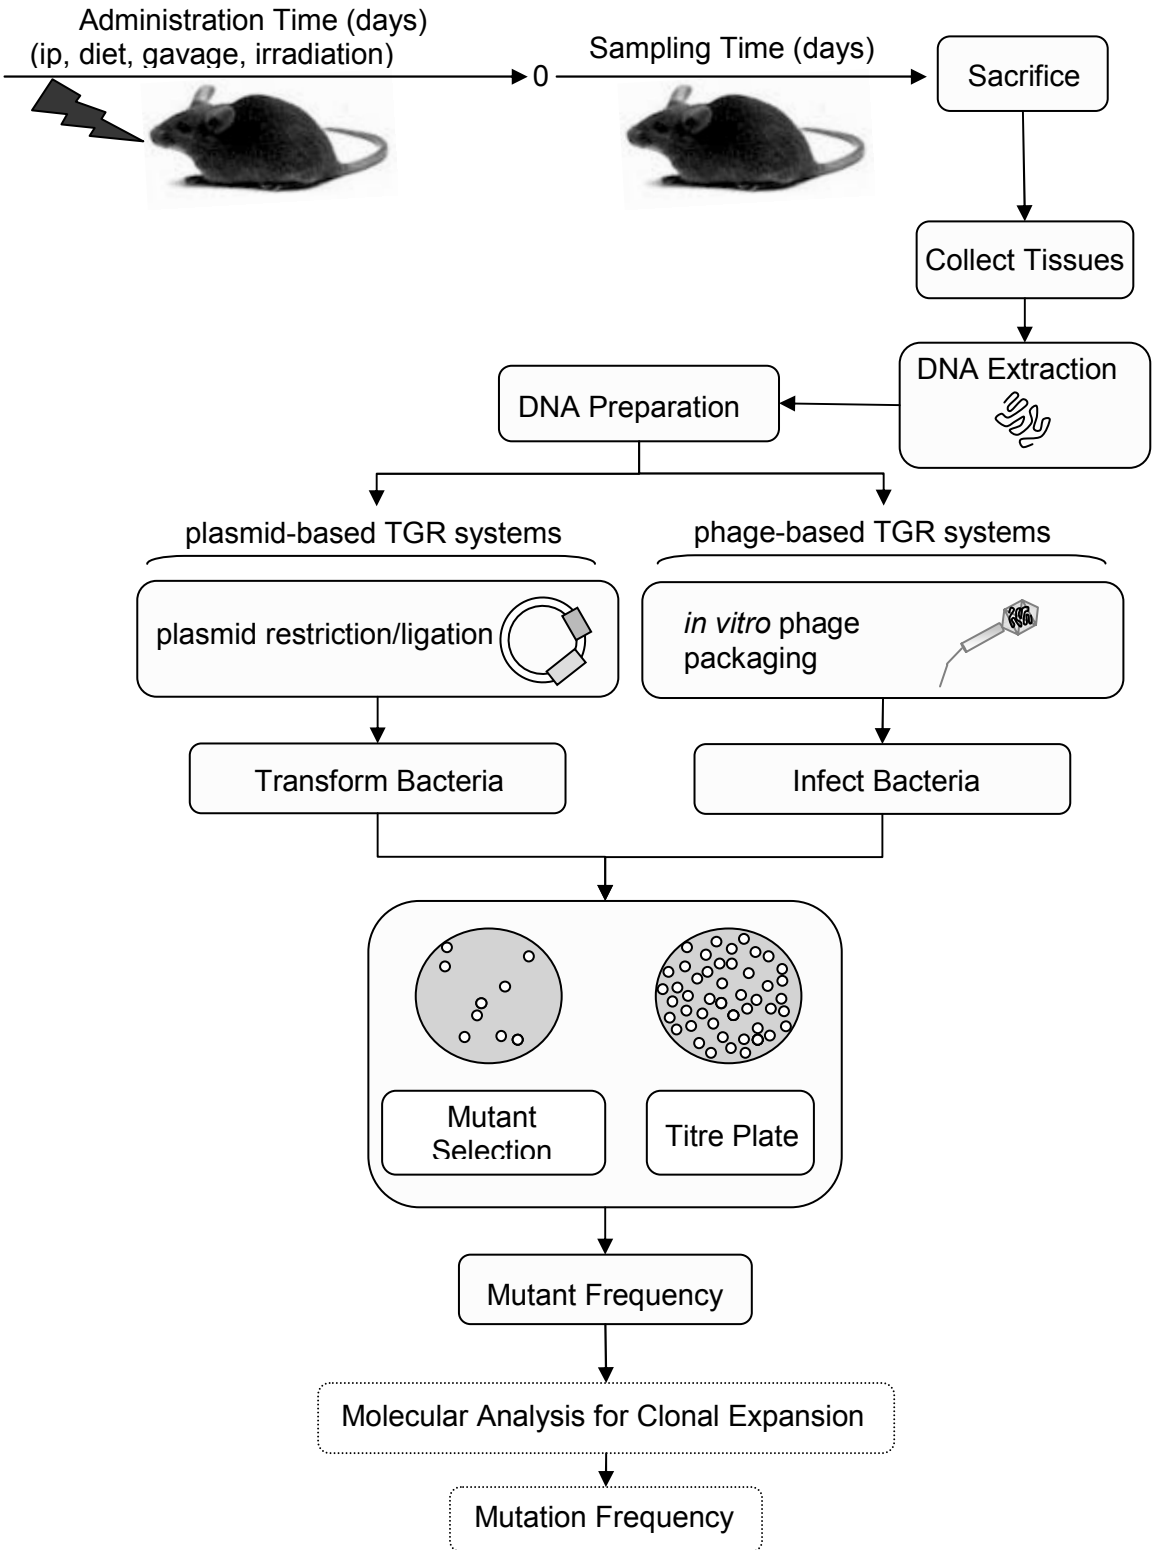 Administration Time (days)
(ip, diet, gavage, irradiation)
0
Sampling Time (days)
Sacrifice
Collect Tissues
DNA Extraction
DNA Preparation
plasmid-based TGR systems
phage-based TGR systems
plasmid restriction/ligation
in vitro phage
packaging
Transform Bacteria
Infect Bacteria
Mutant
Selection
Titre Plate
Mutant Frequency
Molecular Analysis for Clonal Expansion
Mutation Frequency